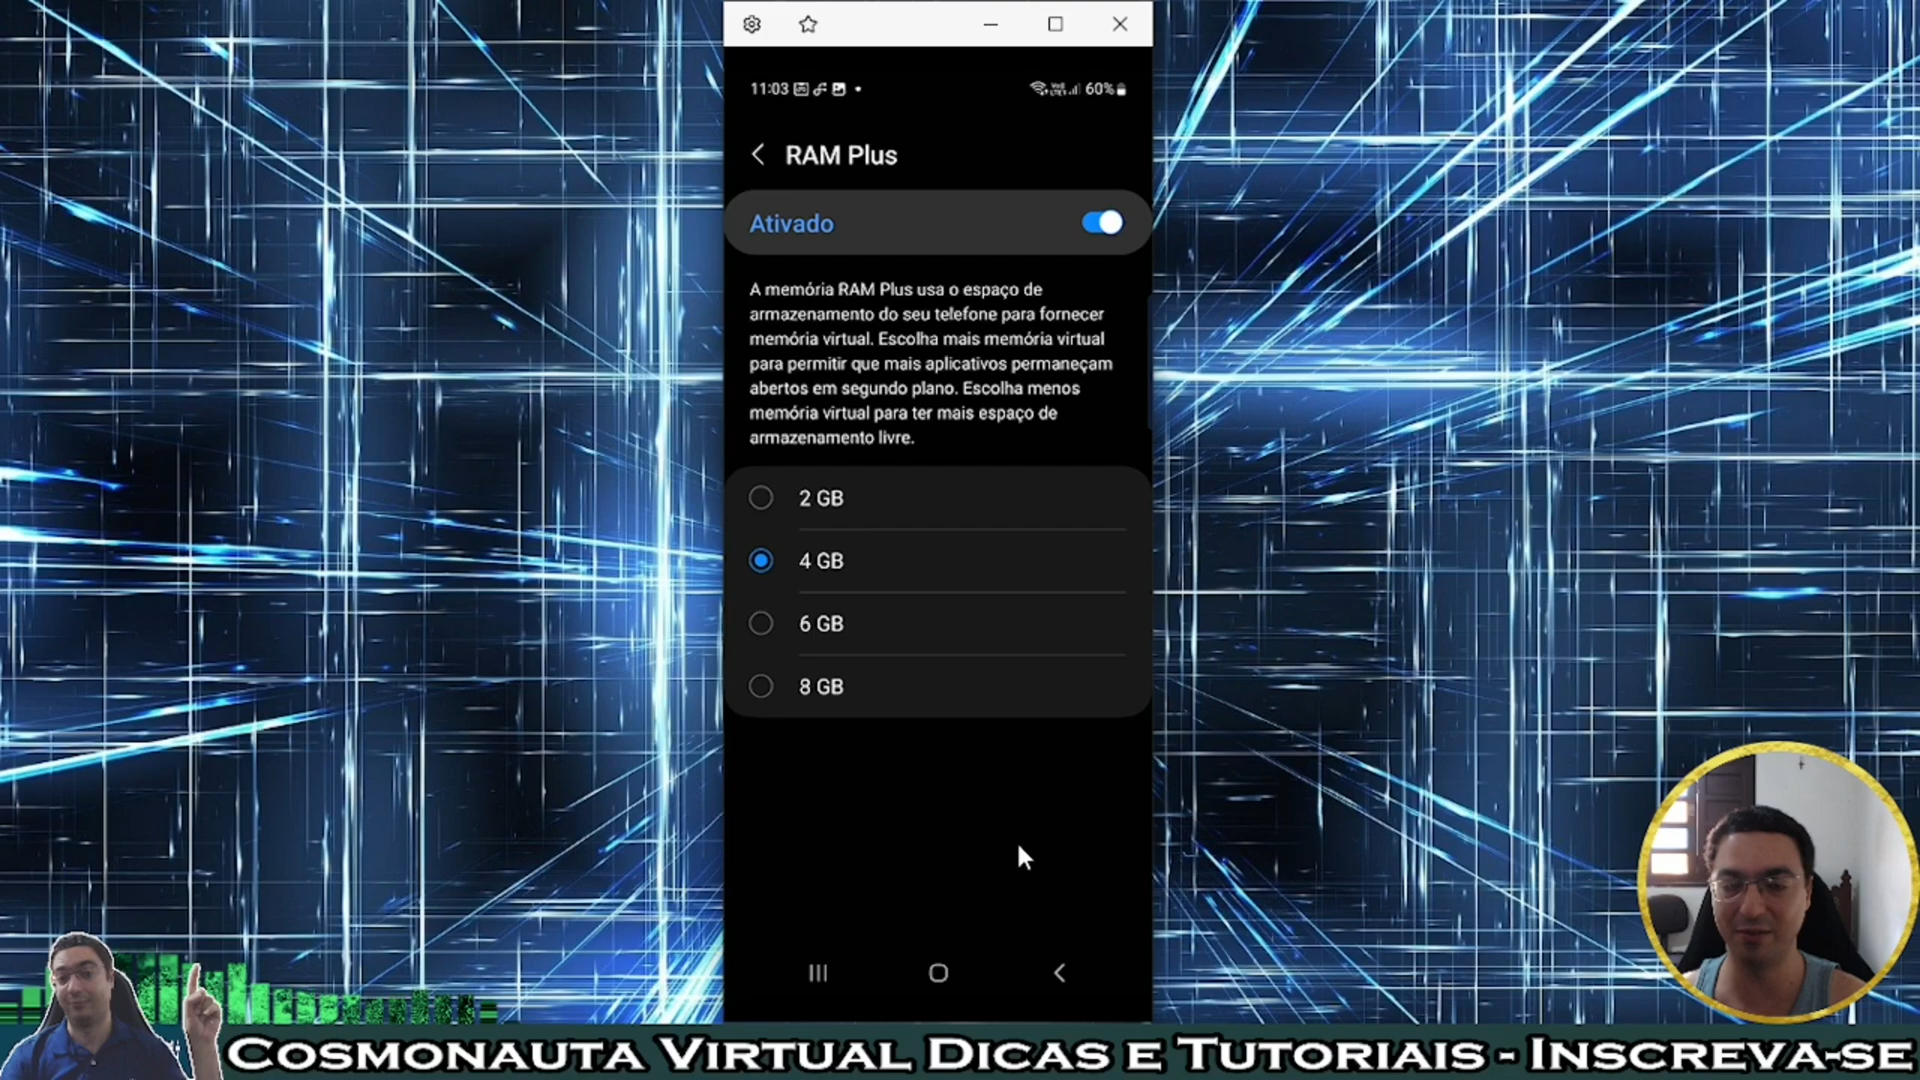 11:03
60%
RAM Plus
Ativado
A memória RAM Plus usa o espaço de
armazenamento do seu telefone para fornecer
memória virtual. Escolha mais memória virtual
para permitir que mais aplicativos permaneçam
abertos em segundo plano. Escolha menos
memória virtual para ter mais espaço de
armazenamento livre.
2 GB
4 GB
6 GB
8 GB
Cosmonauta Virtual Dicas e Tutoriais - Inscreva-se